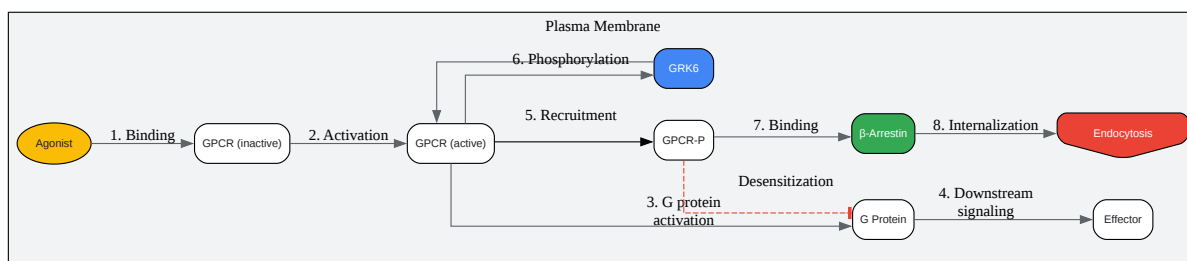 Plasma Membrane
6. Phosphorylation
GRK6
5. Recruitment
Agonist
1. Binding
GPCR (inactive)
2. Activation
GPCR (active)
GPCR-P
7. Binding
β-Arrestin
8. Internalization
Endocytosis
Desensitization
3. G protein
activation
G Protein
4. Downstream
signaling
Effector